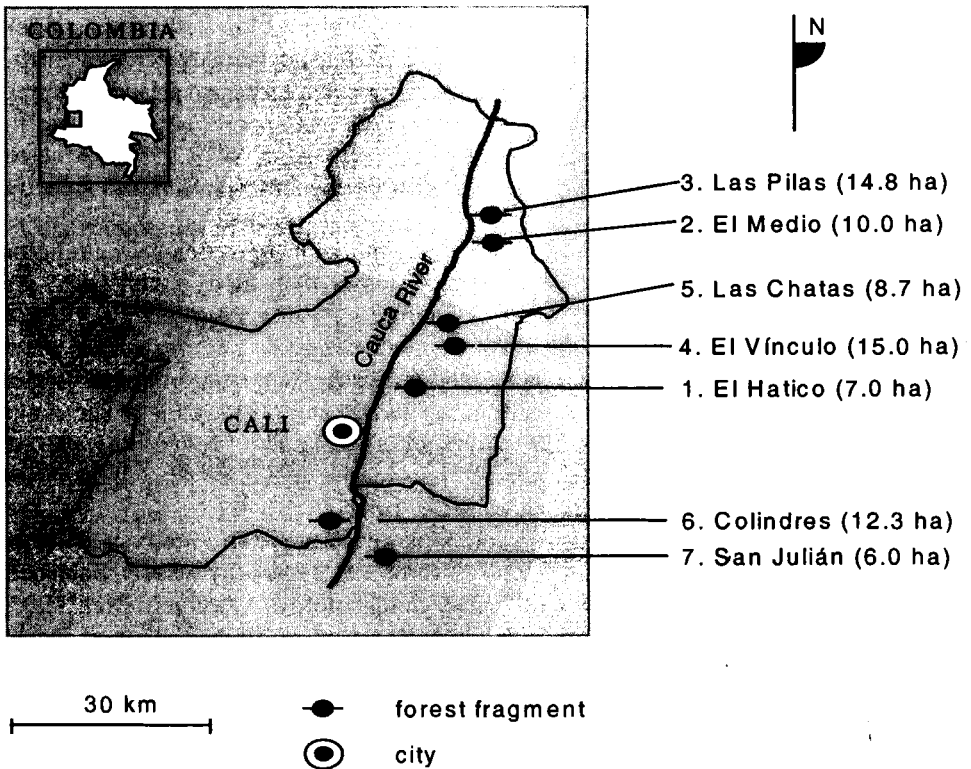 COLOMBIA
N
3. Las Pilas (14.8 ha)
2. El Medio (10.0 ha)
5. Las Chatas (8.7 ha)
4. El Vínculo (15.0 ha)
1. El Hatico (7.0 ha)
Cauca River
CALI
6. Colindres (12.3 ha)
7. San Julián (6.0 ha)
30 km
forest fragment
city